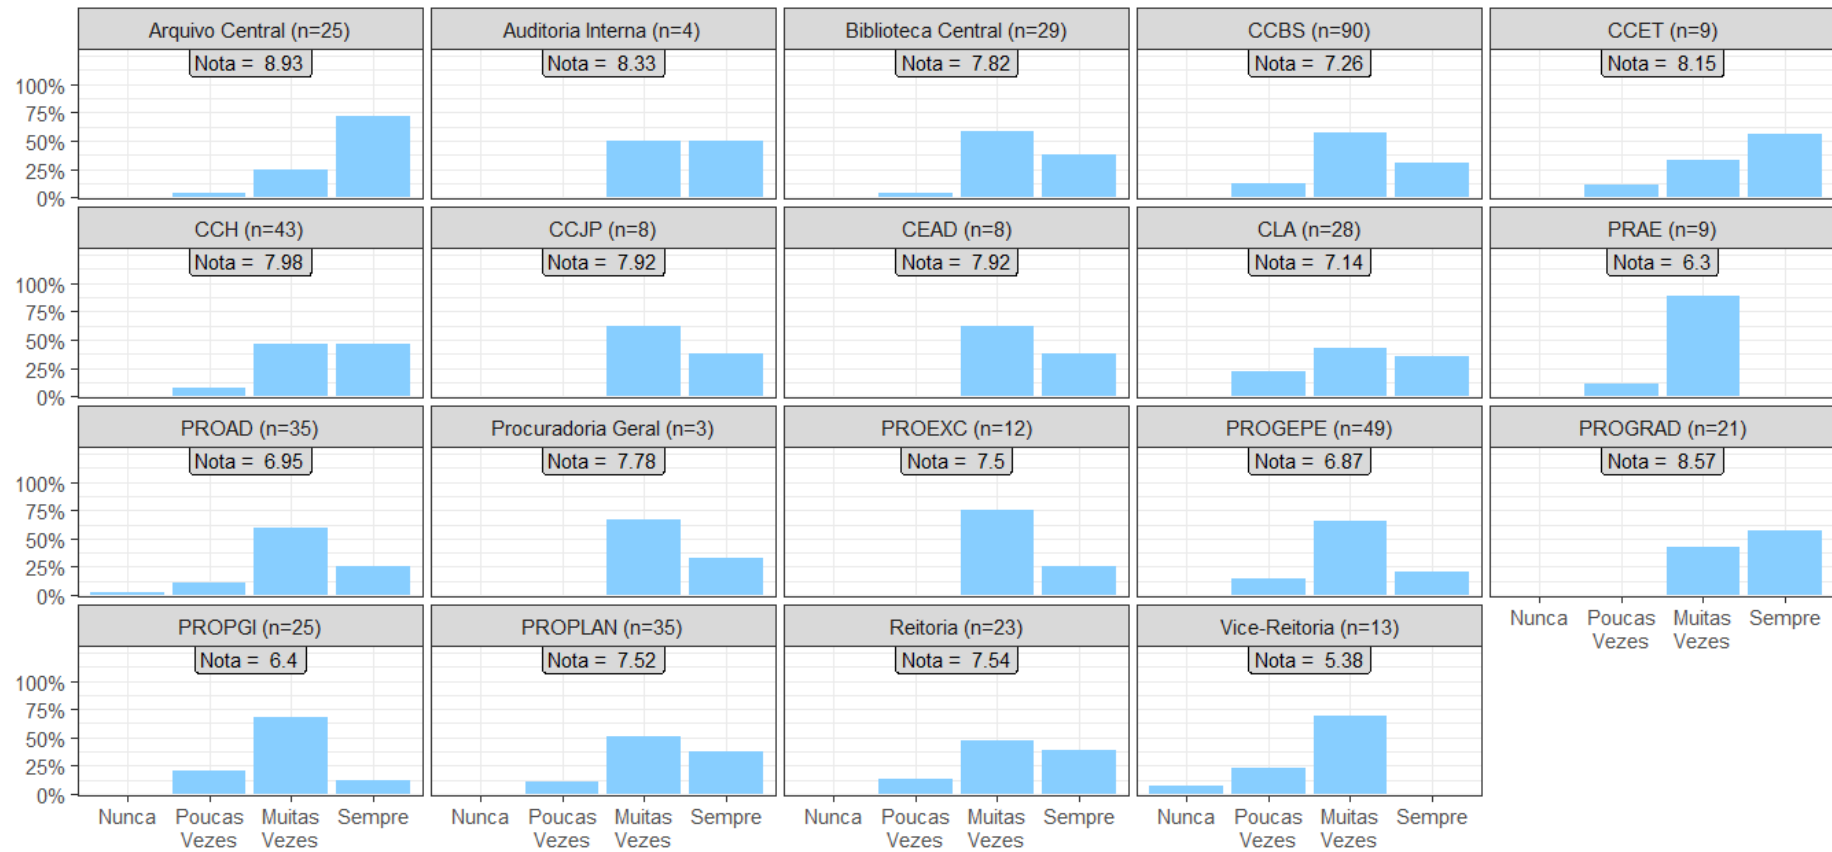 Arquivo Central (n=25)
Auditoria Interna (n=4)
Biblioteca Central (n=29)
CCBS (n=90)
CCET (n=9)
Nota = 8.93
Nota = 8.33
Nota = 7.82
Nota = 7.26
Nota = 8.15
100%
75%
50%
25%
0%
CCH (n=43)
CCJP (n=8)
CEAD (n=8)
CLA (n=28)
PRAE (n=9)
Nota = 7.98
Nota = 7.92
Nota = 7.92
Nota = 7.14
Nota = 6.3
100%
75%
50%
25%
0%
PROAD (n=35)
Procuradoria Geral (n=3)
PROEXC (n=12)
PROGEPE (n=49)
PROGRAD (n=21)
Nota = 6.95
Nota = 7.78
Nota = 7.5
Nota = 6.87
Nota = 8.57
100%
75%
50%
25%
0%
Nunca
Poucas
Vezes
Muitas
Vezes
Sempre
PROPGI (n=25)
PROPLAN (n=35)
Reitoria (n=23)
Vice-Reitoria (n=13)
Nota = 6.4
Nota = 7.52
Nota = 7.54
Nota = 5.38
100%
75%
50%
25%
0%
Nunca
Poucas
Vezes
Muitas
Vezes
Sempre
Nunca
Poucas
Vezes
Muitas
Vezes
Sempre
Nunca
Poucas
Vezes
Muitas
Vezes
Sempre
Nunca
Poucas
Vezes
Muitas
Vezes
Sempre